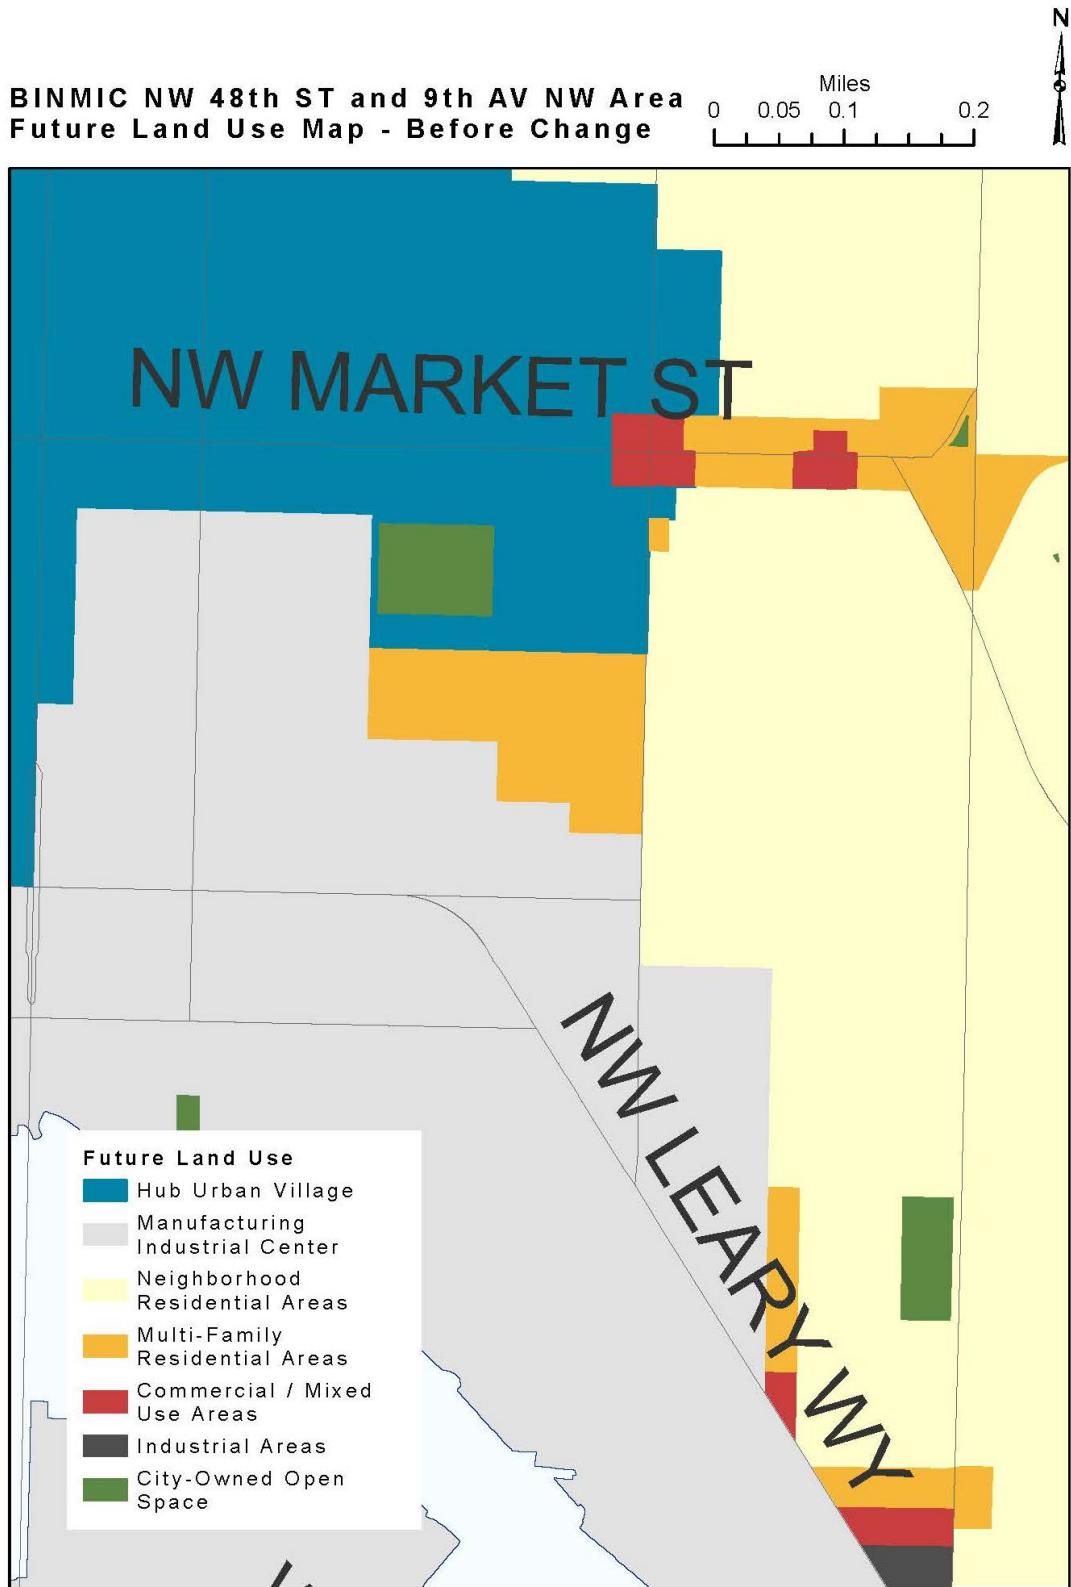 N
BINMIC NW 48th ST and 9th AV NW Area
Future Land Use Map - Before Change
Miles
0 0.05 0.1 0.2
NW MARKET ST
NW LEARY WY
Future Land Use
Hub Urban Village
Manufacturing
Industrial Center
Neighborhood
Residential Areas
Multi-Family
Residential Areas
Commercial / Mixed
Use Areas
Industrial Areas
City-Owned Open
Space